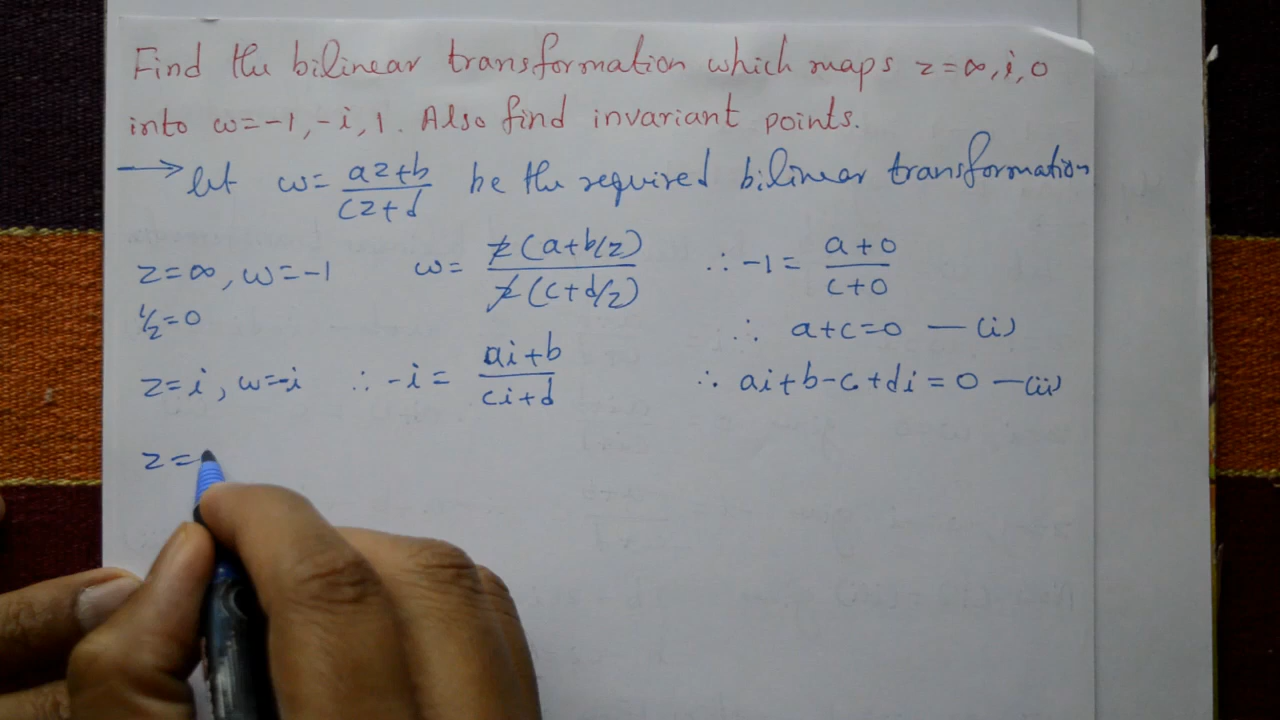 Find the bilinear transformation which maps z=∞, i, 0
into ω=-1, -i, 1. Also find invariant points.
→ let ω = (az+b)/(cz+d) be the required bilinear transformation
z=∞, ω=-1 ω = z(a+b/z)/z(c+d/z) ∴ -1 = (a+0)/(c+0)
1/z=0 ∴ a+c=0 — (i)
z=i, ω=-i ∴ -i = (ai+b)/(ci+d) ∴ ai+b-c+di=0 — (ii)
z=